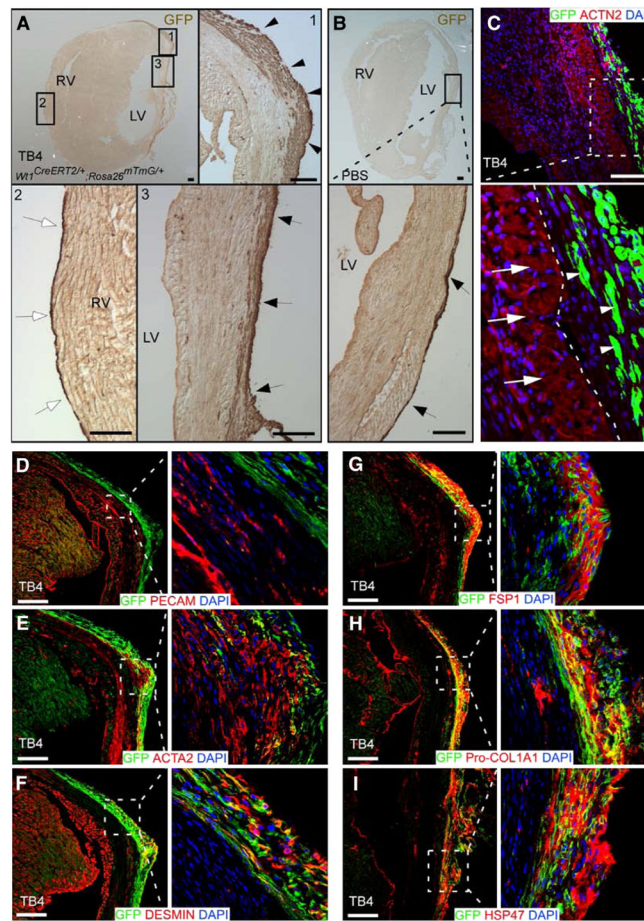 A
GFP
1
RV
1
3
2
LV
TB4
Wt1CreERT2/+;Rosa26mTmG/+
2
RV
3
LV
B
GFP
RV
LV
PBS
LV
C
GFP ACTN2 DA
TB4
D
TB4
GFP PECAM DAPI
E
TB4
GFP ACTA2 DAPI
F
TB4
GFP DESMIN DAPI
G
TB4
GFP FSP1 DAPI
H
TB4
GFP Pro-COL1A1 DAPI
I
TB4
GFP HSP47 DAPI